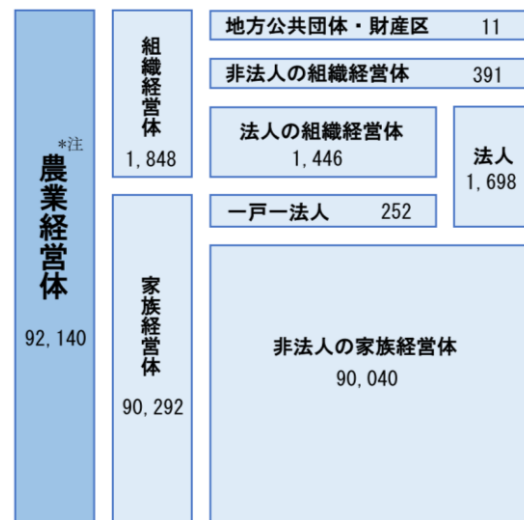 *注
農業経営体
92,140
組織経営体
1,848
家族経営体
90,292
地方公共団体・財産区 11
非法人の組織経営体 391
法人の組織経営体
1,446
法人
1,698
一戸一法人 252
非法人の家族経営体
90,040